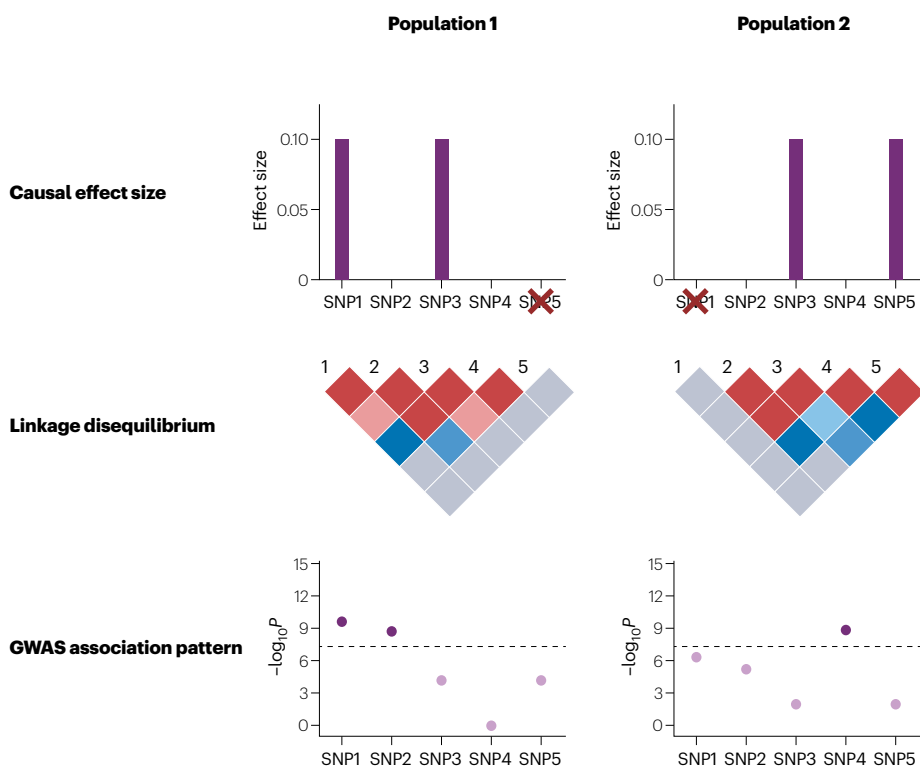 Population 1
Population 2
Causal effect size
Effect size
0.10
0.05
0
SNP1 SNP2 SNP3 SNP4 SNP5
Effect size
0.10
0.05
0
SNP1 SNP2 SNP3 SNP4 SNP5
Linkage disequilibrium
1 2 3 4 5
1 2 3 4 5
GWAS association pattern
–log10P
15
12
9
6
3
0
SNP1 SNP2 SNP3 SNP4 SNP5
–log10P
15
12
9
6
3
0
SNP1 SNP2 SNP3 SNP4 SNP5